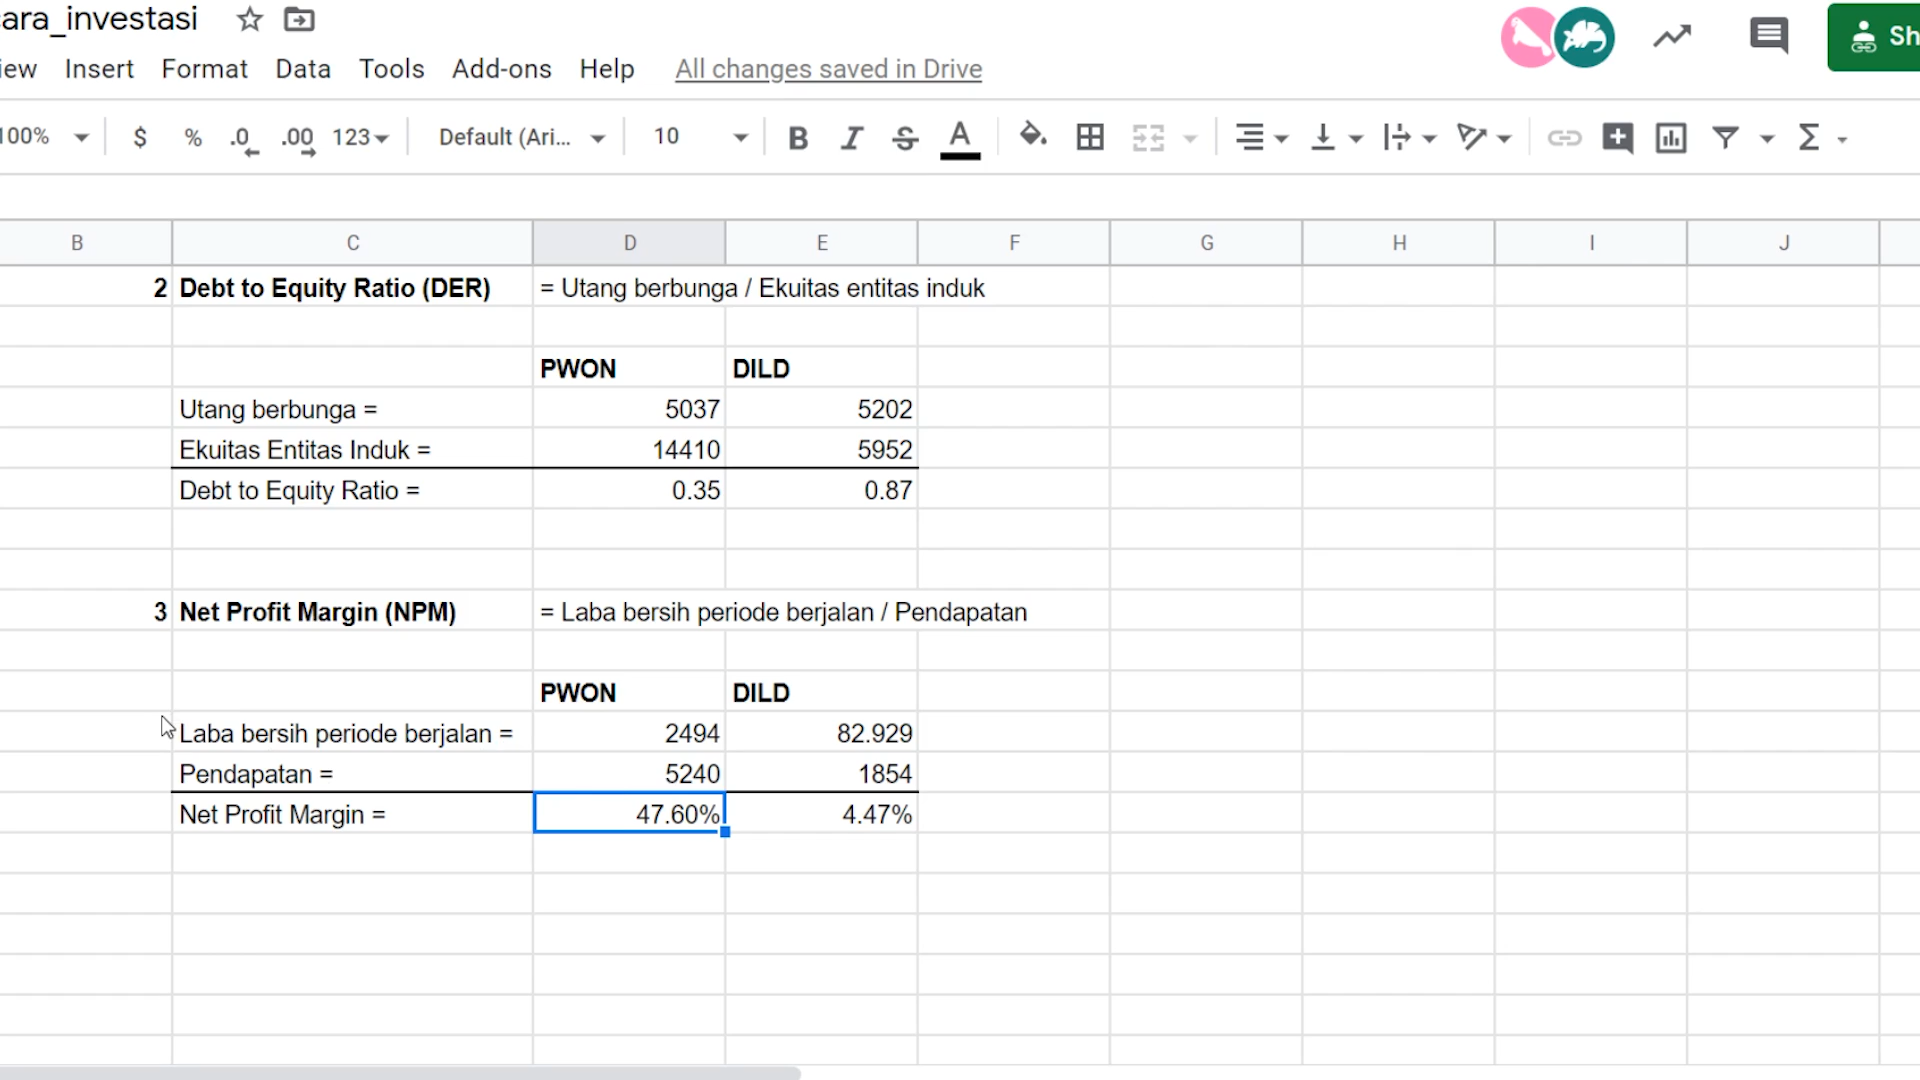 ara_investasi
iew Insert Format Data Tools Add-ons Help All changes saved in Drive
Sh
100% $ % .0 .00 123 Default (Ari... 10 B I S A Σ
B C D E F G H I J
2 Debt to Equity Ratio (DER) = Utang berbunga / Ekuitas entitas induk
PWON DILD
Utang berbunga = 5037 5202
Ekuitas Entitas Induk = 14410 5952
Debt to Equity Ratio = 0.35 0.87
3 Net Profit Margin (NPM) = Laba bersih periode berjalan / Pendapatan
PWON DILD
Laba bersih periode berjalan = 2494 82.929
Pendapatan = 5240 1854
Net Profit Margin = 47.60% 4.47%